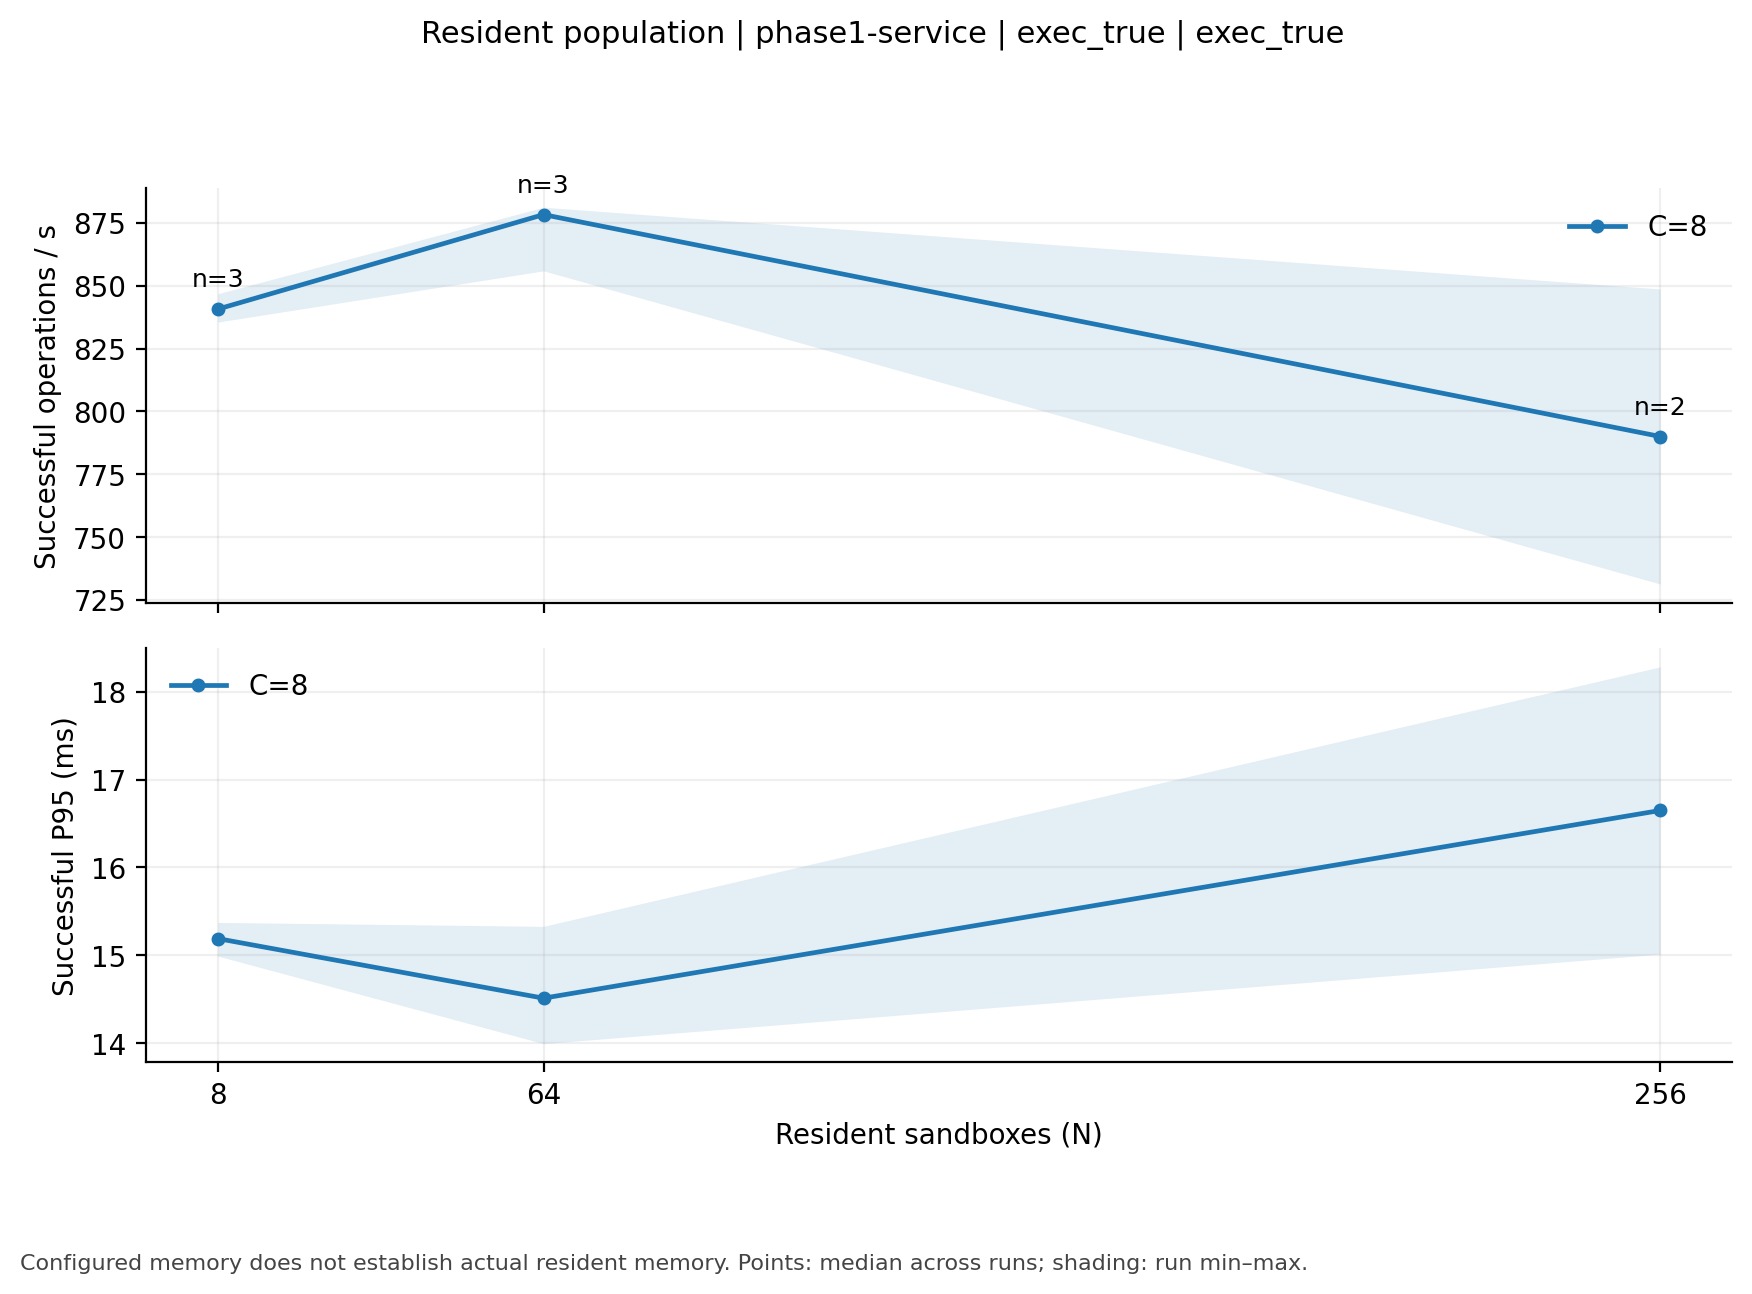 Resident population | phase1-service | exec_true | exec_true
n=3
n=3
n=2
C=8
875
850
825
800
775
750
725
Successful operations / s
C=8
18
17
16
15
14
Successful P95 (ms)
8
64
256
Resident sandboxes (N)
Configured memory does not establish actual resident memory. Points: median across runs; shading: run min–max.